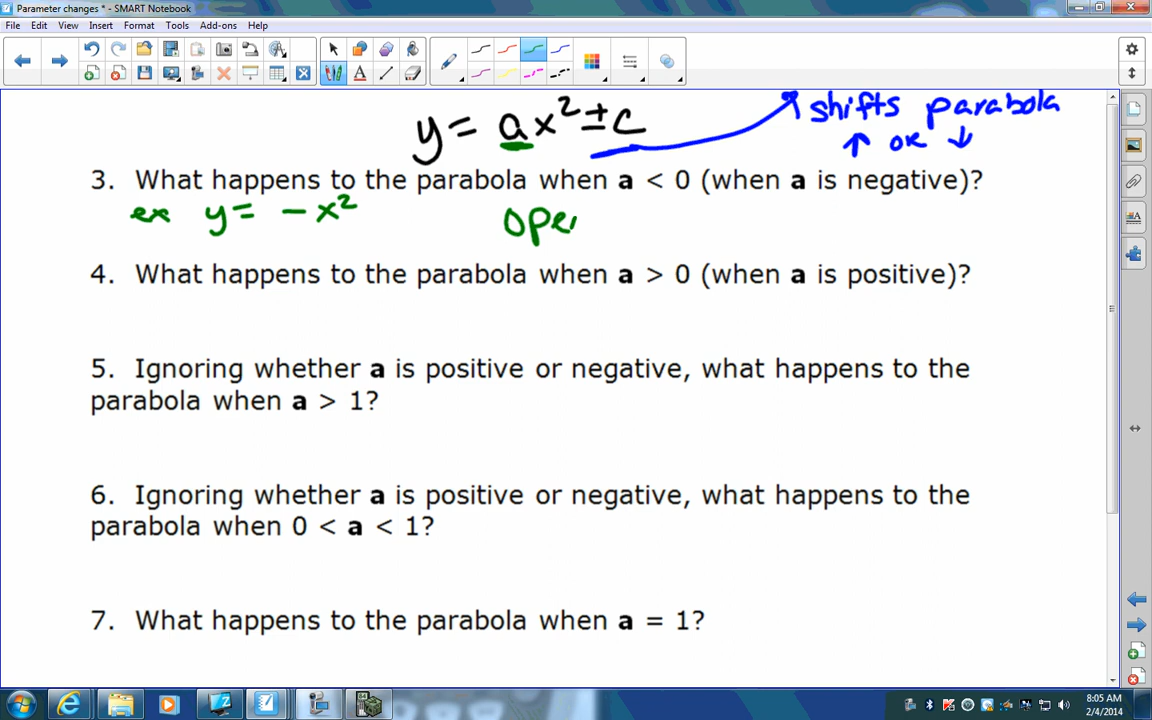 Parameter changes * - SMART Notebook
File Edit View Insert Format Tools Add-ons Help
y = ax² ± c
shifts parabola
↑ or ↓
3. What happens to the parabola when a < 0 (when a is negative)?
ex y = - x²
ope
4. What happens to the parabola when a > 0 (when a is positive)?
5. Ignoring whether a is positive or negative, what happens to the
parabola when a > 1?
6. Ignoring whether a is positive or negative, what happens to the
parabola when 0 < a < 1?
7. What happens to the parabola when a = 1?
8:05 AM
2/4/2014